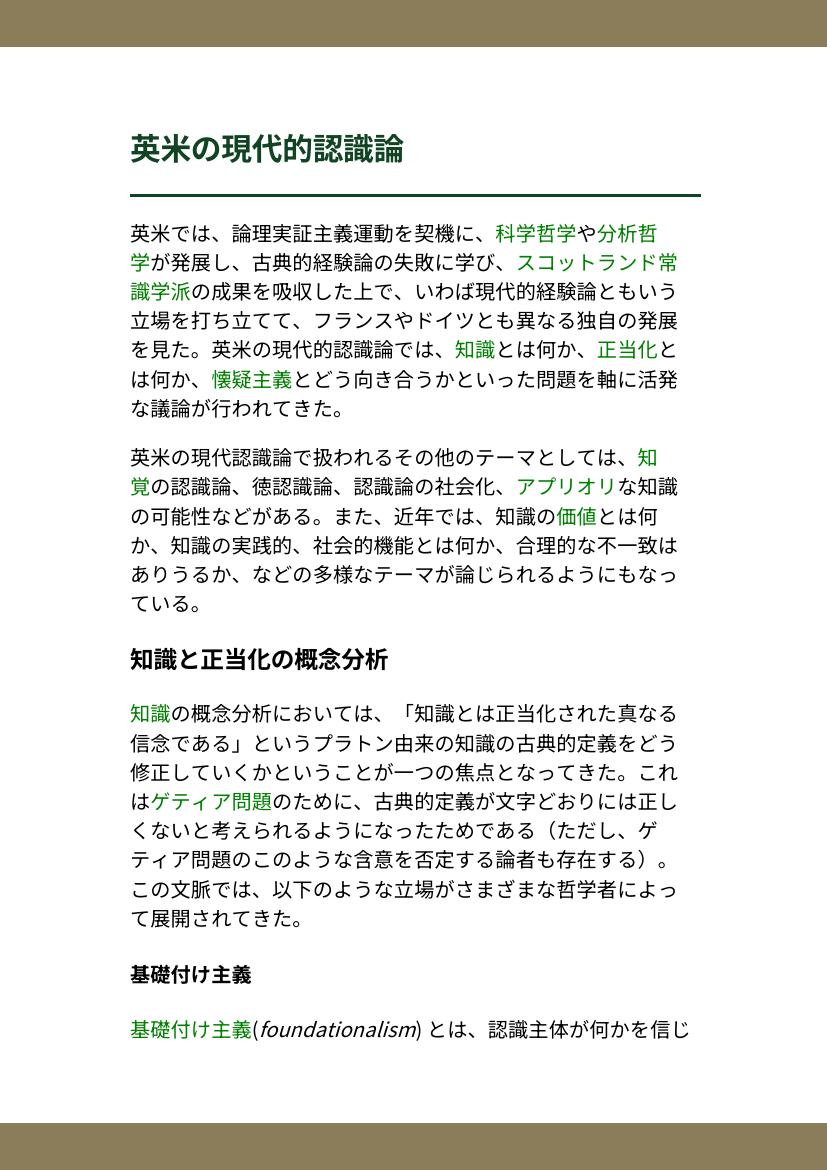 英米の現代的認識論
英米では、論理実証主義運動を契機に、科学哲学や分析哲
学が発展し、古典的経験論の失敗に学び、スコットランド常
識学派の成果を吸収した上で、いわば現代的経験論ともいう
立場を打ち立てて、フランスやドイツとも異なる独自の発展
を見た。英米の現代的認識論では、知識とは何か、正当化と
は何か、懐疑主義とどう向き合うかといった問題を軸に活発
な議論が行われてきた。
英米の現代認識論で扱われるその他のテーマとしては、知
覚の認識論、徳認識論、認識論の社会化、アプリオリな知識
の可能性などがある。また、近年では、知識の価値とは何
か、知識の実践的、社会的機能とは何か、合理的な不一致は
ありうるか、などの多様なテーマが論じられるようにもなっ
ている。
知識と正当化の概念分析
知識の概念分析においては、「知識とは正当化された真なる
信念である」というプラトン由来の知識の古典的定義をどう
修正していくかということが一つの焦点となってきた。これ
はゲティア問題のために、古典的定義が文字どおりには正し
くないと考えられるようになったためである（ただし、ゲ
ティア問題のこのような含意を否定する論者も存在する）。
この文脈では、以下のような立場がさまざまな哲学者によっ
て展開されてきた。
基礎付け主義
基礎付け主義(foundationalism) とは、認識主体が何かを信じ